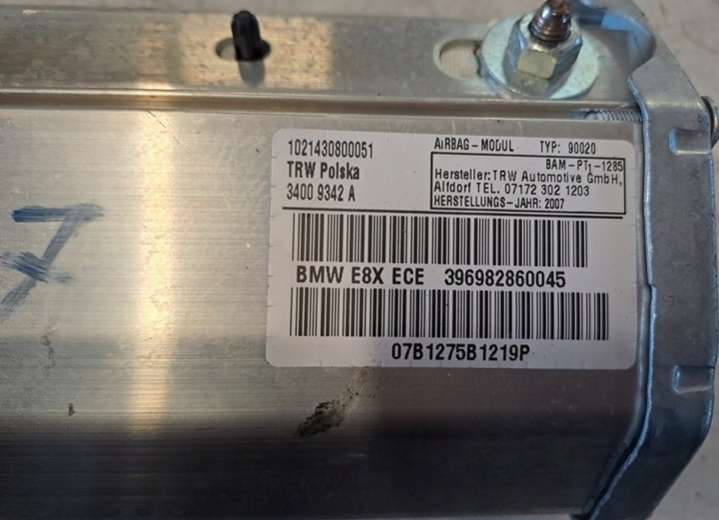 1021430800051
TRW Polska
3400 9342 A
AiRBAG-MODUL TYP: 90020
BAM-PT1-1285
Hersteller:TRW Automotive GmbH,
Alfdorf TEL. 07172 302 1203
HERSTELLUNGS-JAHR: 2007
BMW E8X ECE 396982860045
07B1275B1219P
7